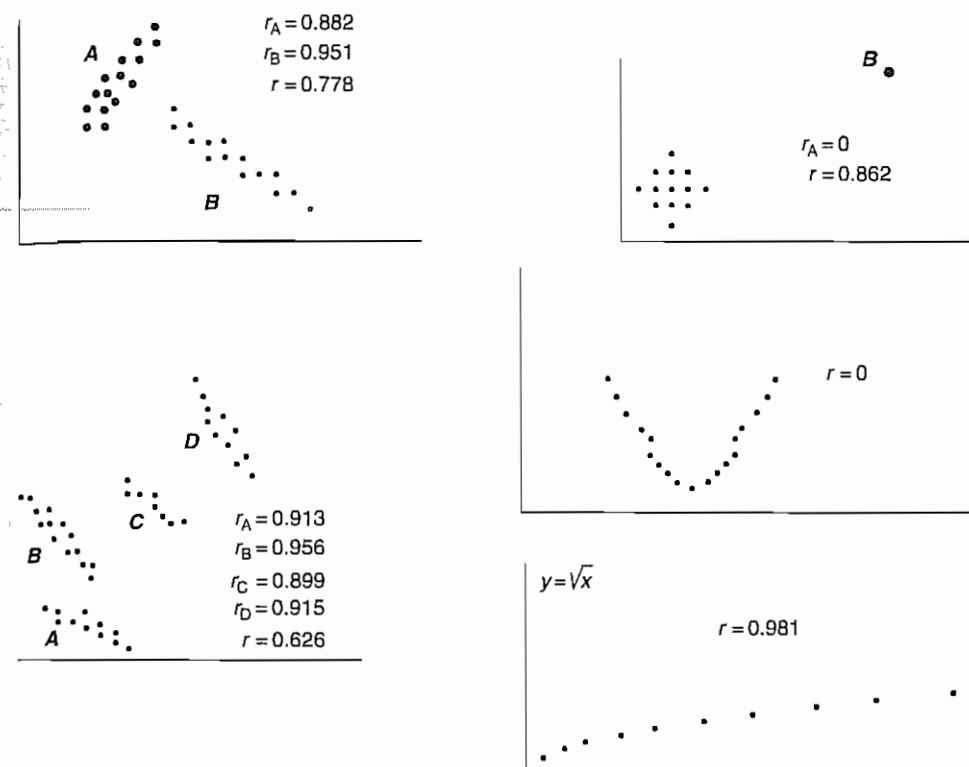 A
r_A = 0.882
r_B = 0.951
r = 0.778
B
B
r_A = 0
r = 0.862
D
C
B
A
r_A = 0.913
r_B = 0.956
r_C = 0.899
r_D = 0.915
r = 0.626
r = 0
y = √x
r = 0.981